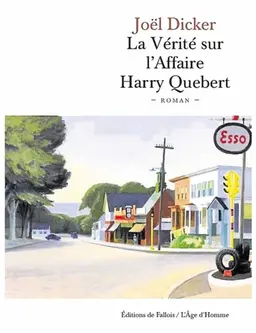 Joël Dicker
La Vérité sur
l'Affaire
Harry Quebert
– ROMAN –
Esso
Éditions de Fallois / L'Âge d'Homme